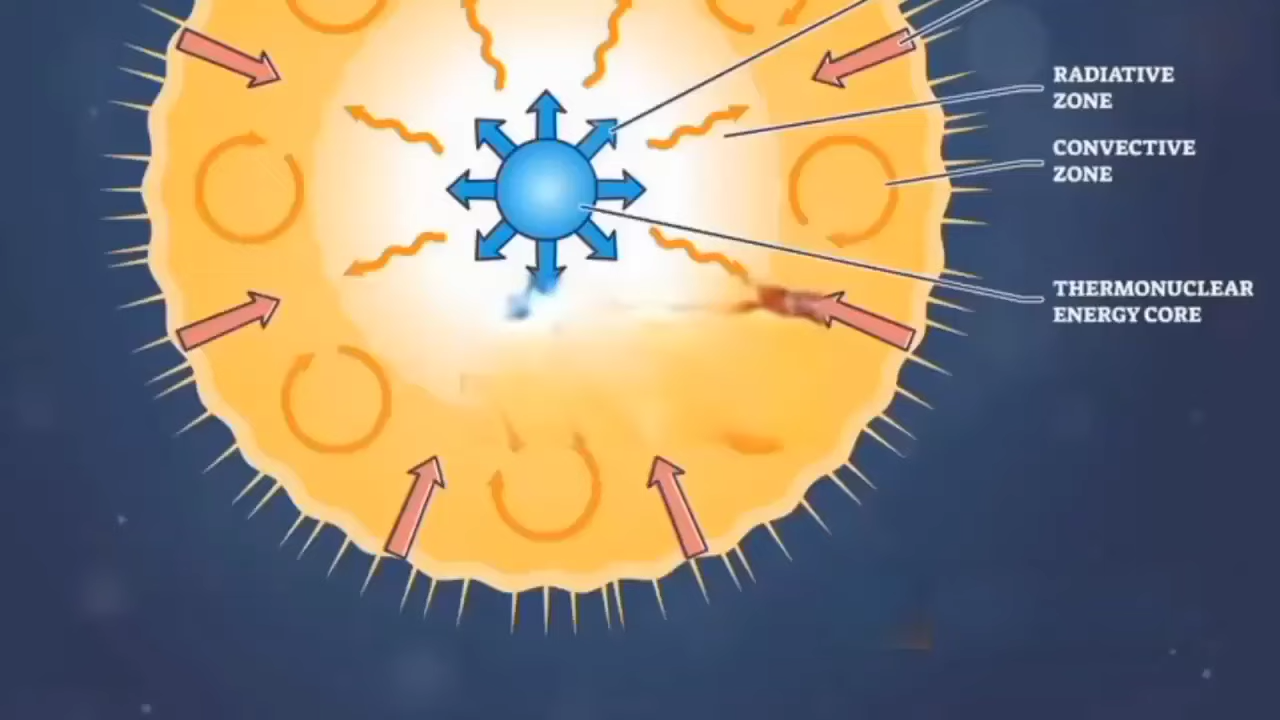 RADIATIVE
ZONE
CONVECTIVE
ZONE
THERMONUCLEAR
ENERGY CORE